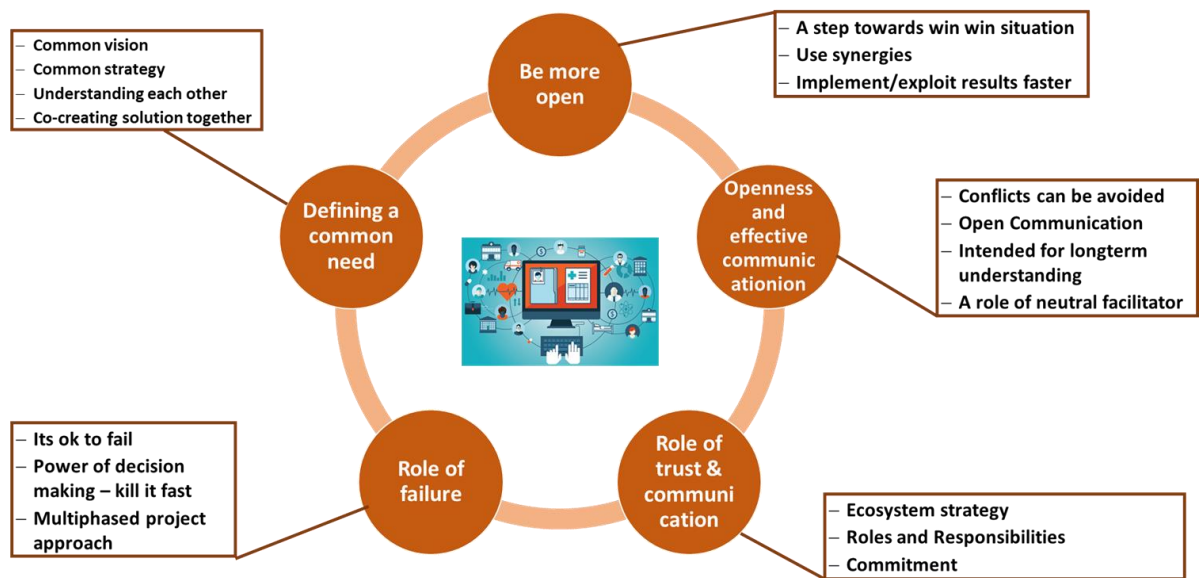 Be more
open
– A step towards win win situation
– Use synergies
– Implement/exploit results faster
Openness
and
effective
communic
ationion
– Conflicts can be avoided
– Open Communication
– Intended for longterm
understanding
– A role of neutral facilitator
Role of
trust &
communi
cation
– Ecosystem strategy
– Roles and Responsibilities
– Commitment
Role of
failure
– Its ok to fail
– Power of decision
making – kill it fast
– Multiphased project
approach
Defining a
common
need
– Common vision
– Common strategy
– Understanding each other
– Co-creating solution together